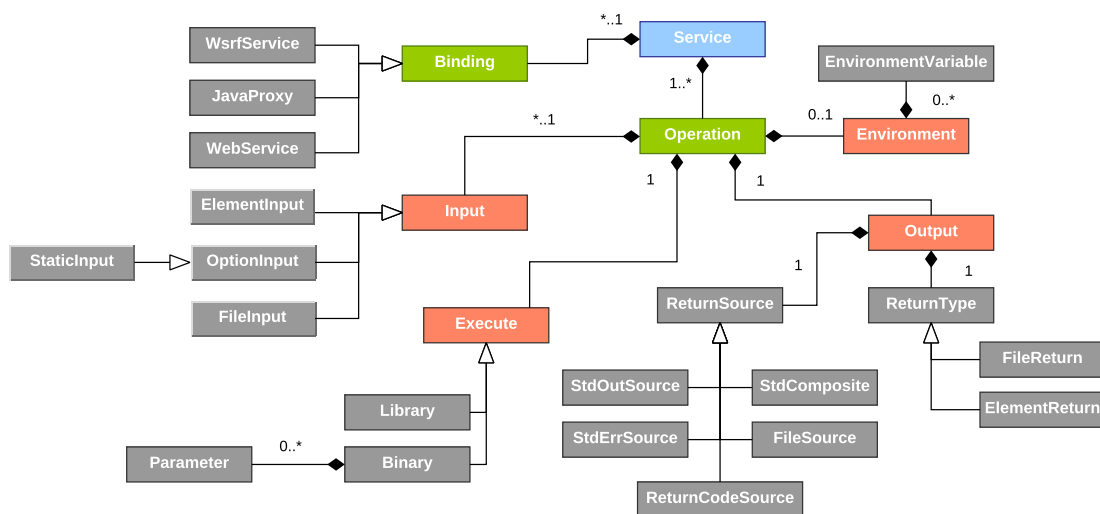 *..1
Service
WsrfService
Binding
EnvironmentVariable
JavaProxy
1..*
0..*
*..1
Operation
0..1
Environment
WebService
1
1
ElementInput
Input
Output
StaticInput
OptionInput
1
1
ReturnSource
ReturnType
FileInput
Execute
FileReturn
StdOutSource
StdComposite
Library
ElementReturn
StdErrSource
FileSource
0..*
Parameter
Binary
ReturnCodeSource